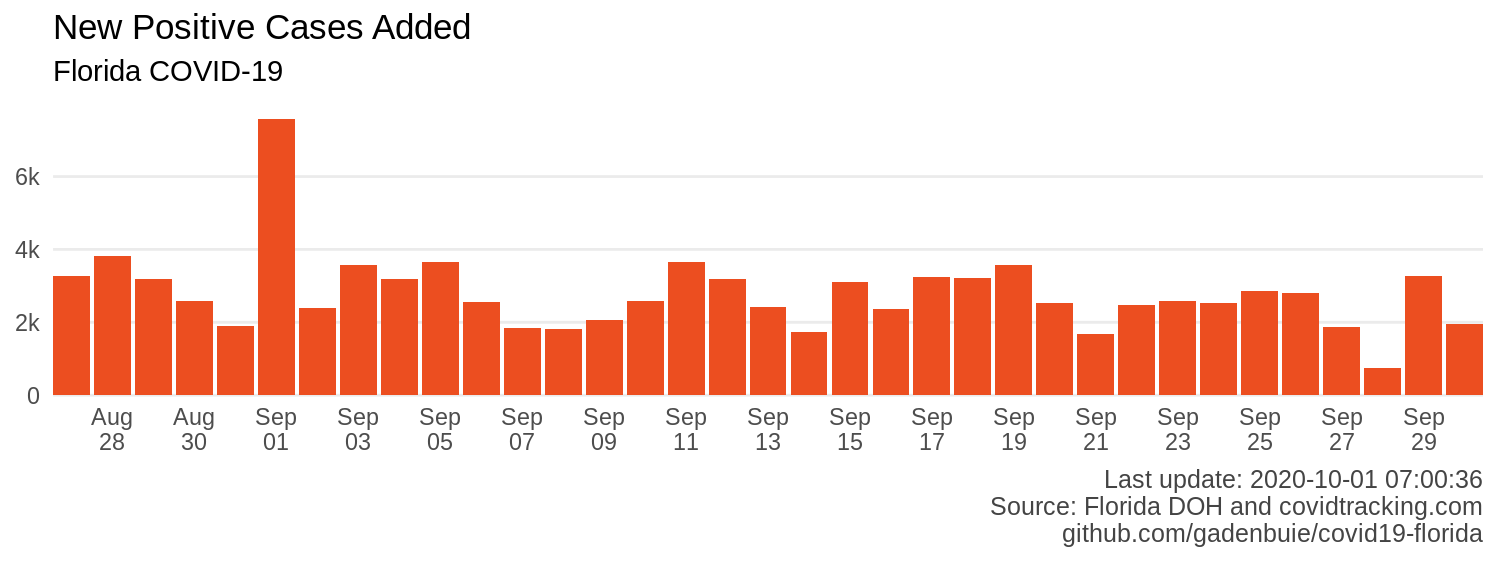 New Positive Cases Added
Florida COVID-19
6k
4k
2k
0
Aug Aug Sep Sep Sep Sep Sep Sep Sep Sep Sep Sep Sep Sep Sep Sep Sep
28 30 01 03 05 07 09 11 13 15 17 19 21 23 25 27 29
Last update: 2020-10-01 07:00:36
Source: Florida DOH and covidtracking.com
github.com/gadenbuie/covid19-florida